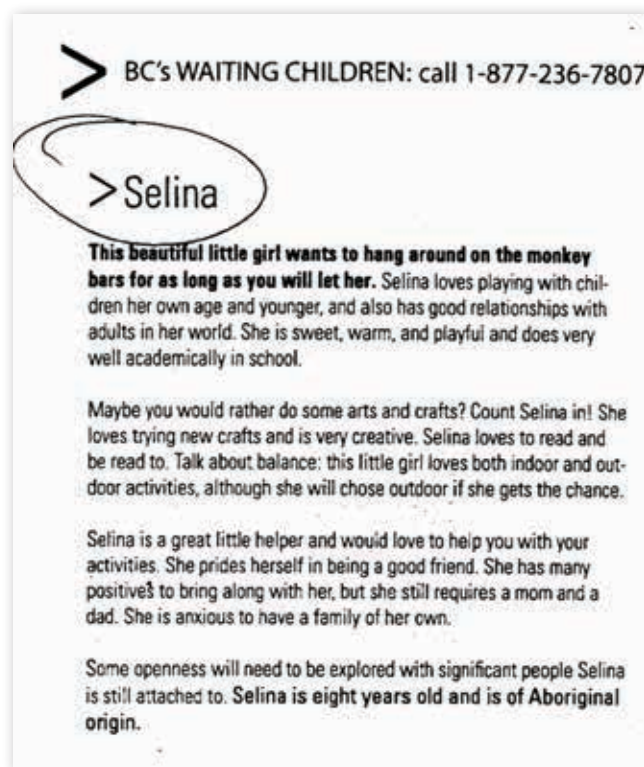 > BC's WAITING CHILDREN: call 1-877-236-7807
> Selina
This beautiful little girl wants to hang around on the monkey
bars for as long as you will let her. Selina loves playing with chil-
dren her own age and younger, and also has good relationships with
adults in her world. She is sweet, warm, and playful and does very
well academically in school.
Maybe you would rather do some arts and crafts? Count Selina in! She
loves trying new crafts and is very creative. Selina loves to read and
be read to. Talk about balance: this little girl loves both indoor and out-
door activities, although she will chose outdoor if she gets the chance.
Selina is a great little helper and would love to help you with your
activities. She prides herself in being a good friend. She has many
positives to bring along with her, but she still requires a mom and a
dad. She is anxious to have a family of her own.
Some openness will need to be explored with significant people Selina
is still attached to. Selina is eight years old and is of Aboriginal
origin.